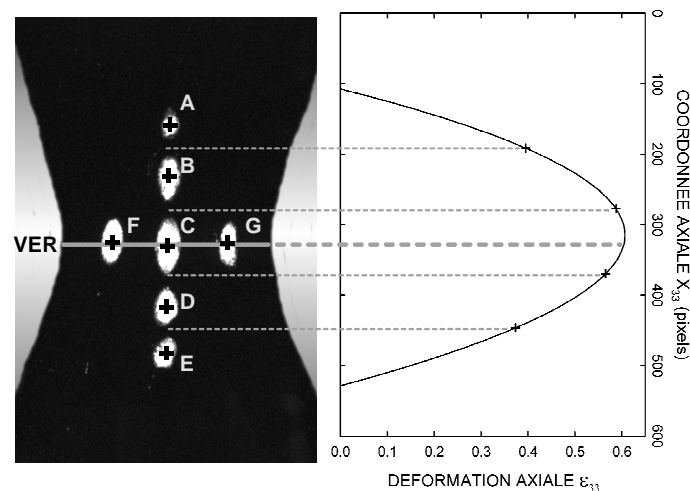 A
B
F
C
G
VER
D
E
0
100
200
300
400
500
600
COORDONNEE AXIALE X33 (pixels)
0.0
0.1
0.2
0.3
0.4
0.5
0.6
DEFORMATION AXIALE ε33